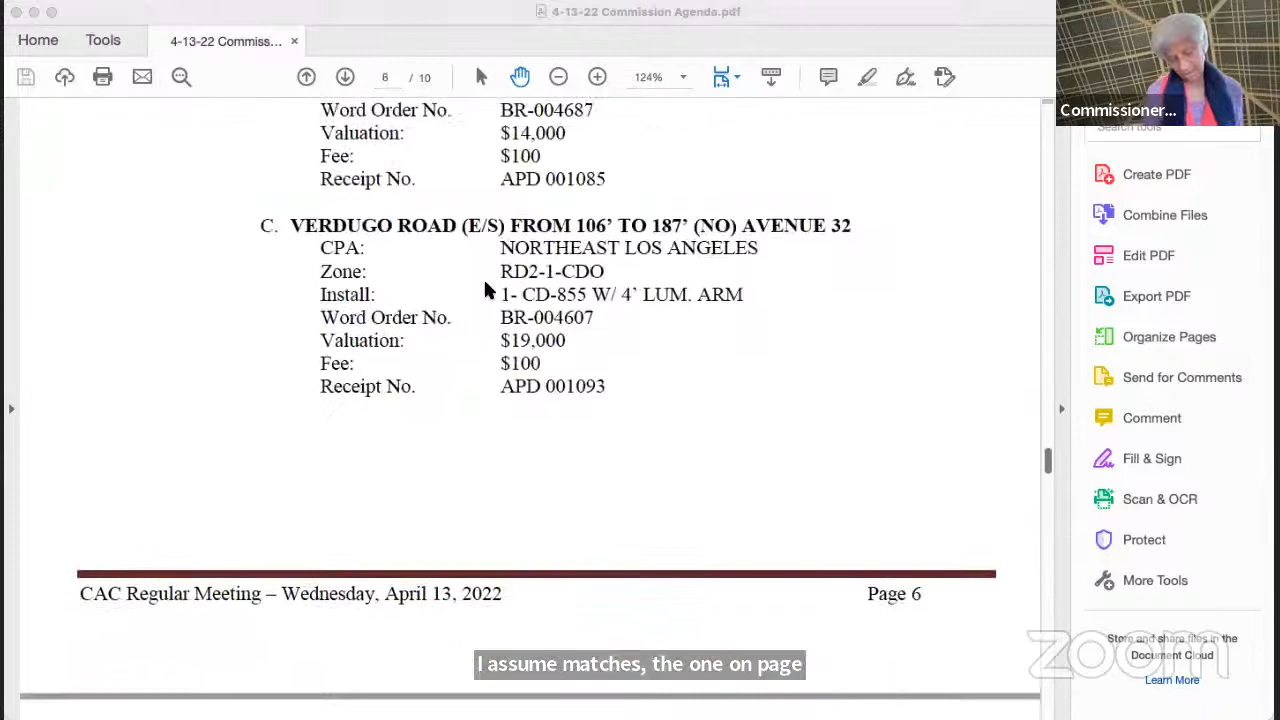 4-13-22 Commission Agenda.pdf
Home Tools 4-13-22 Commiss... ×
6 / 10 124%
Commissioner...
Search tools
Word Order No. BR-004687
Valuation: $14,000
Fee: $100
Receipt No. APD 001085
C. VERDUGO ROAD (E/S) FROM 106’ TO 187’ (NO) AVENUE 32
CPA: NORTHEAST LOS ANGELES
Zone: RD2-1-CDO
Install: 1- CD-855 W/ 4’ LUM. ARM
Word Order No. BR-004607
Valuation: $19,000
Fee: $100
Receipt No. APD 001093
CAC Regular Meeting – Wednesday, April 13, 2022 Page 6
Create PDF
Combine Files
Edit PDF
Export PDF
Organize Pages
Send for Comments
Comment
Fill & Sign
Scan & OCR
Protect
More Tools
Store and share files in the
Document Cloud
Learn More
zoom
I assume matches, the one on page